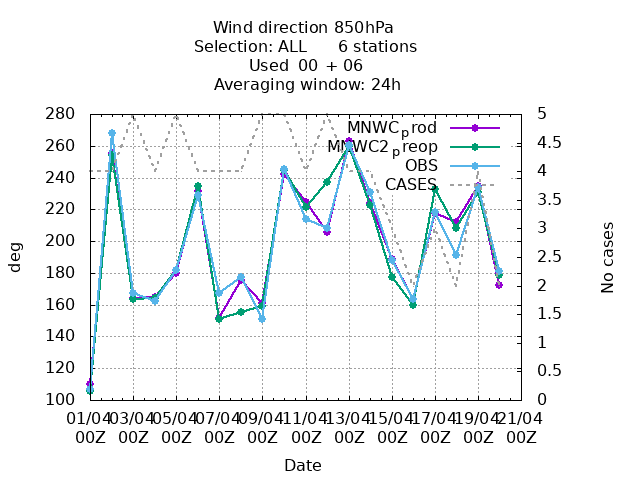 Wind direction 850hPa
Selection: ALL 6 stations
Used 00 + 06
Averaging window: 24h
280 5
260 4.5
240 4
220 3.5
200 3
180 2.5
160 2
140 1.5
120 1
100 0.5
0
MNWC_prod
MNWC2_preop
OBS
CASES
deg
No cases
01/04 03/04 05/04 07/04 09/04 11/04 13/04 15/04 17/04 19/04 21/04
00Z 00Z 00Z 00Z 00Z 00Z 00Z 00Z 00Z 00Z 00Z
Date